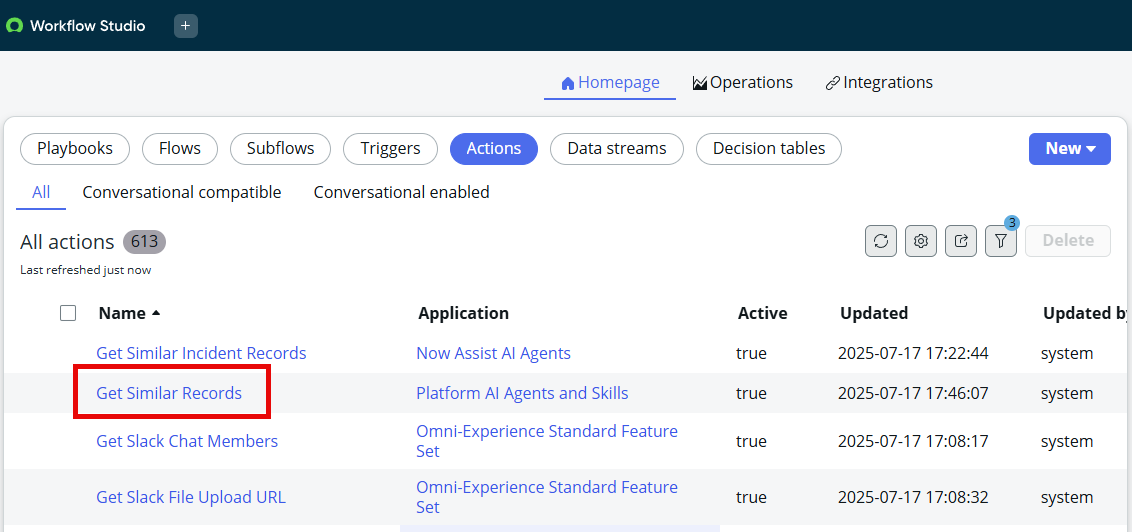 Workflow Studio +
Homepage Operations Integrations
Playbooks Flows Subflows Triggers Actions Data streams Decision tables New
All Conversational compatible Conversational enabled
All actions 613 3 Delete
Last refreshed just now
Name Application Active Updated Updated by
Get Similar Incident Records Now Assist AI Agents true 2025-07-17 17:22:44 system
Get Similar Records Platform AI Agents and Skills true 2025-07-17 17:46:07 system
Get Slack Chat Members Omni-Experience Standard Feature Set true 2025-07-17 17:08:17 system
Get Slack File Upload URL Omni-Experience Standard Feature Set true 2025-07-17 17:08:32 system